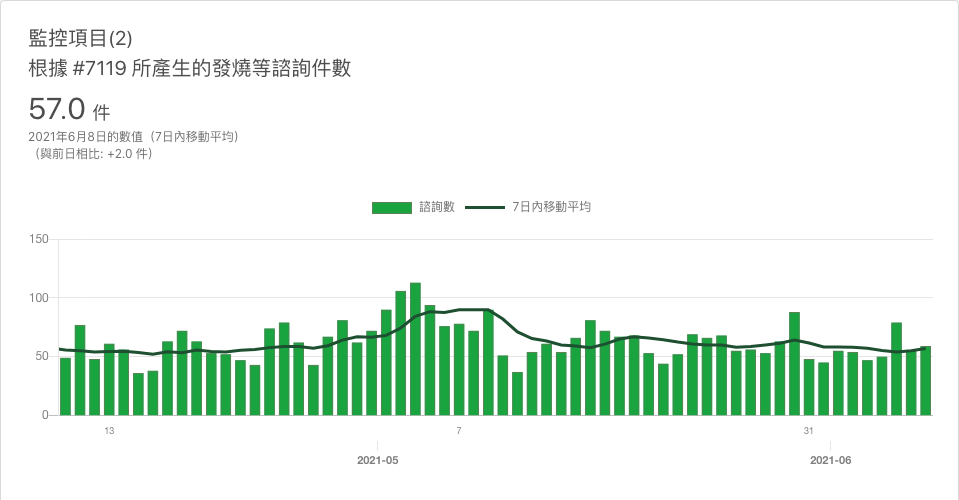 監控項目(2)
根據 #7119 所產生的發燒等諮詢件數
57.0 件
2021年6月8日的數值（7日內移動平均）
（與前日相比: +2.0 件）
諮詢數 7日內移動平均
150
100
50
0
13 7 31
2021-05 2021-06